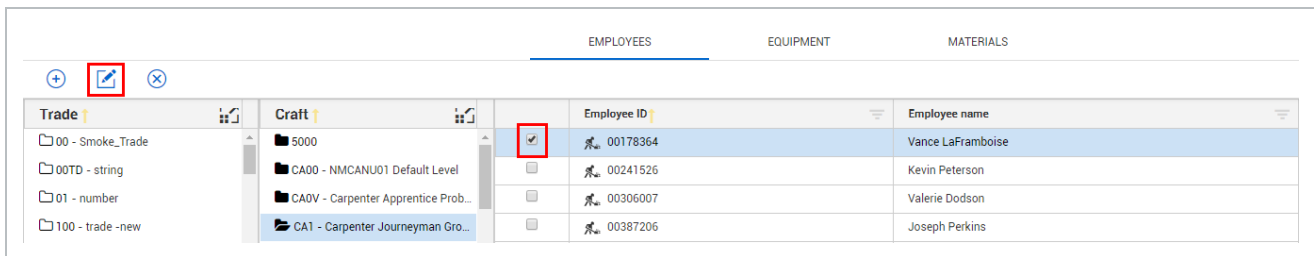 EMPLOYEES EQUIPMENT MATERIALS
Trade Craft Employee ID Employee name
00 - Smoke_Trade 5000 00178364 Vance LaFramboise
00TD - string CA00 - NMCANU01 Default Level 00241526 Kevin Peterson
01 - number CA0V - Carpenter Apprentice Prob... 00306007 Valerie Dodson
100 - trade -new CA1 - Carpenter Journeyman Gro... 00387206 Joseph Perkins